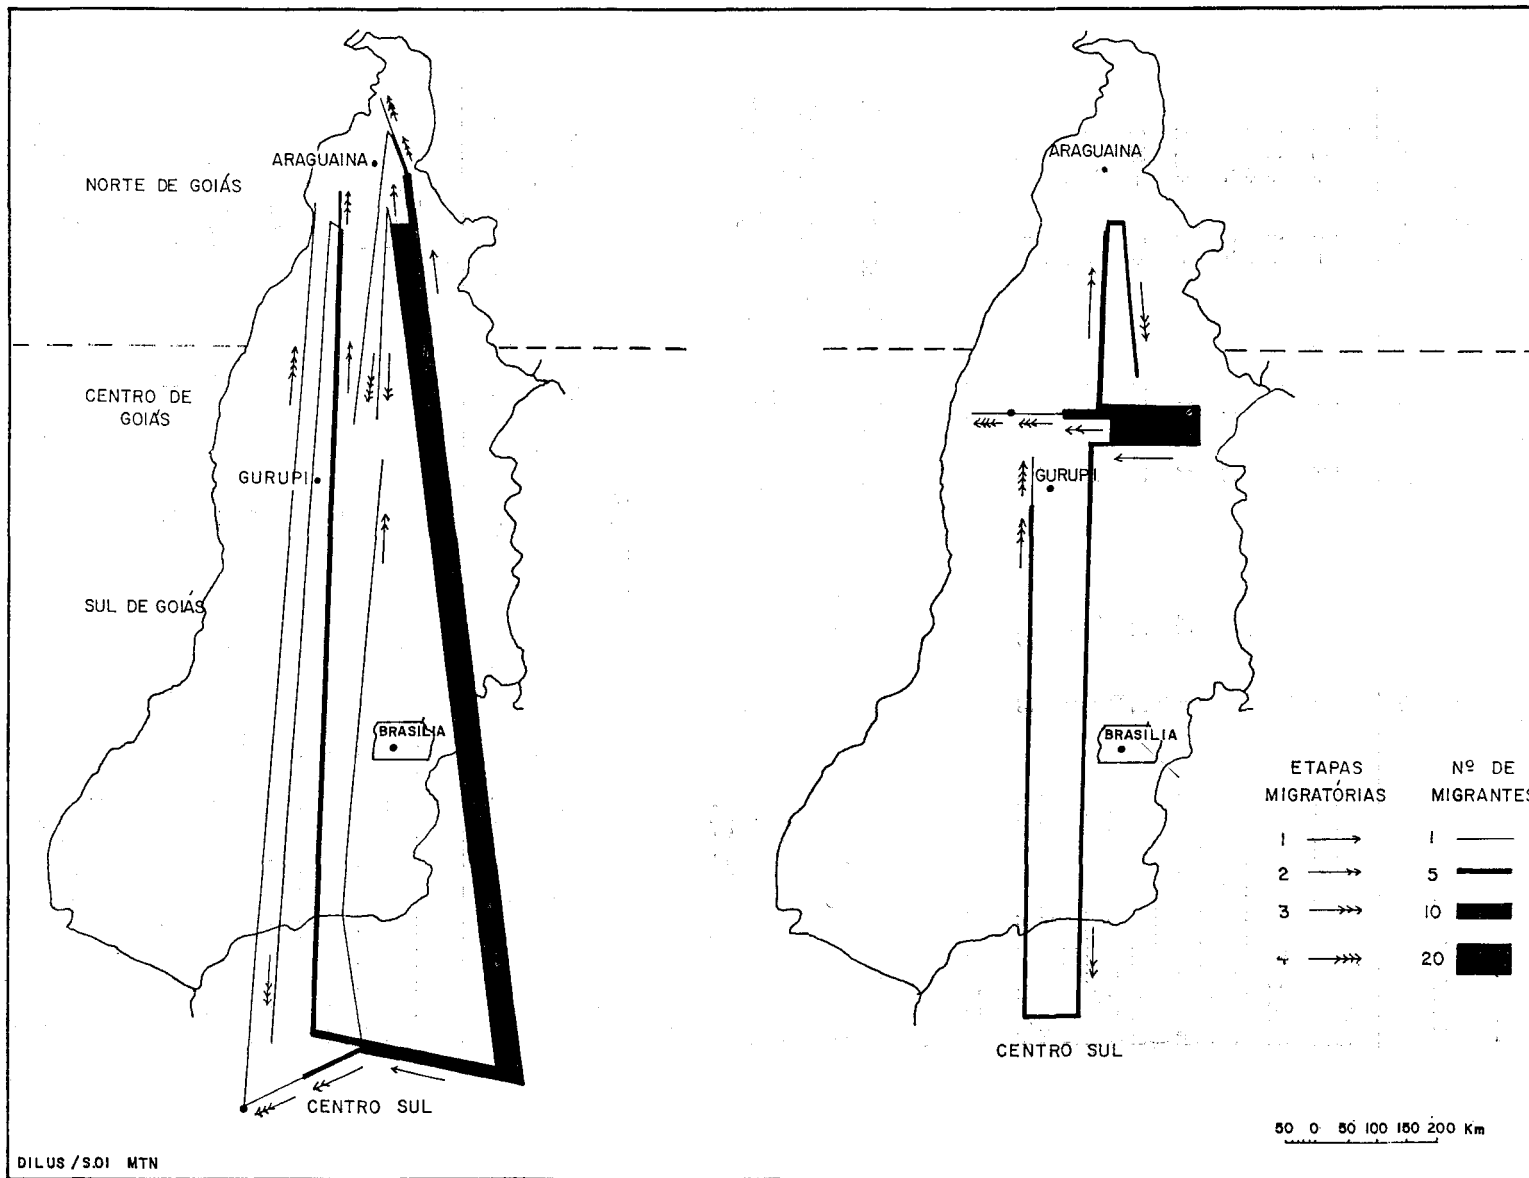 ARAGUAINA
NORTE DE GOIÁS
CENTRO DE
GOIÁS
GURUPI
SUL DE GOIÁS
BRASÍLIA
CENTRO SUL
DILUS / S.01 MTN
ARAGUAINA
GURUPI
BRASÍLIA
CENTRO SUL
ETAPAS
MIGRATÓRIAS
1
2
3
4
Nº DE
MIGRANTES
1
5
10
20
50 0 50 100 150 200 Km